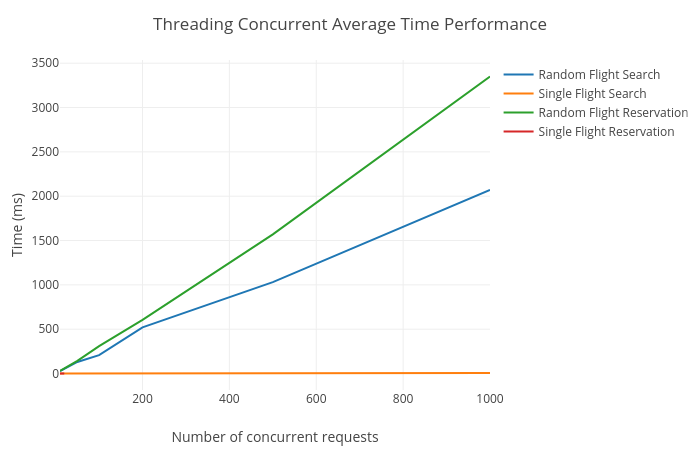 Threading Concurrent Average Time Performance
3500
3000
2500
2000
1500
1000
500
0
Time (ms)
200
400
600
800
1000
Number of concurrent requests
Random Flight Search
Single Flight Search
Random Flight Reservation
Single Flight Reservation